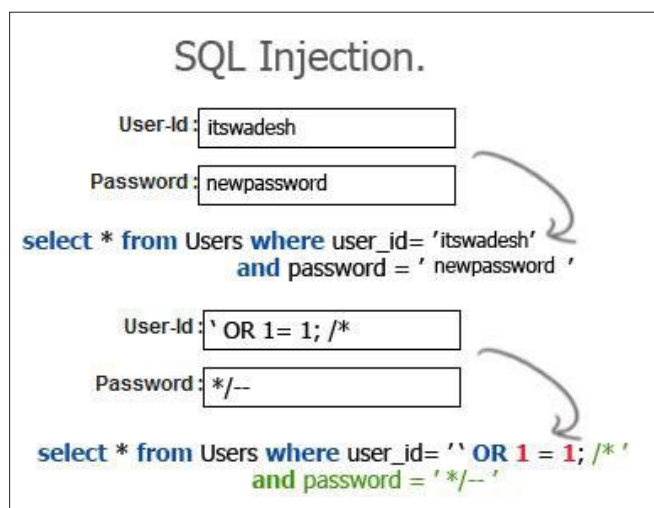 SQL Injection.
User-Id : itswadesh
Password : newpassword
select * from Users where user_id= 'itswadesh'
and password = ' newpassword '
User-Id : ` OR 1= 1; /*
Password : */--
select * from Users where user_id= '` OR 1 = 1; /* '
and password = ' */-- '